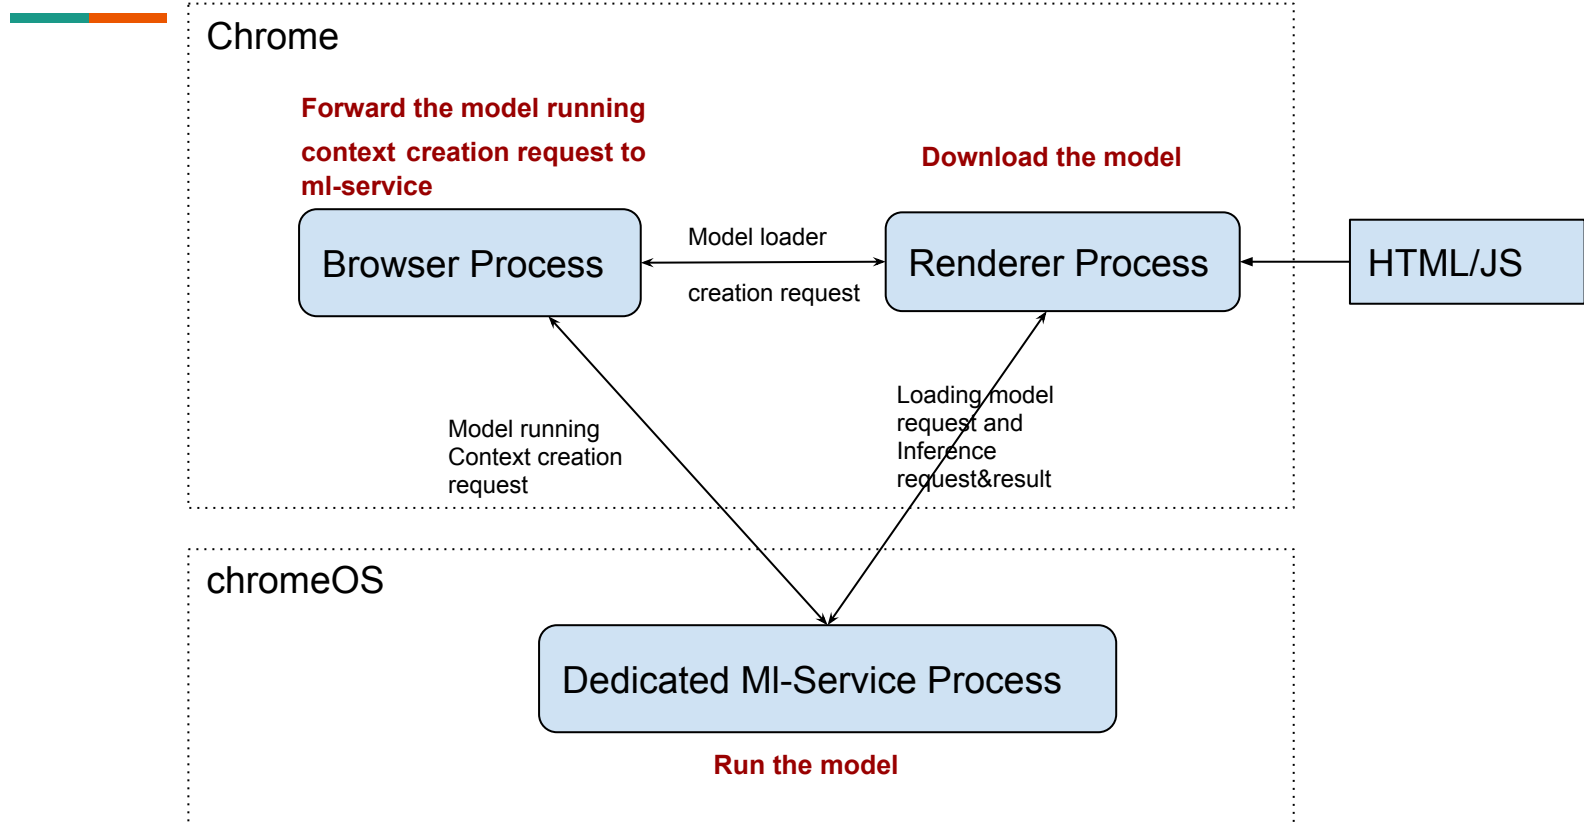 Chrome
Forward the model running
context creation request to
ml-service
Download the model
Browser Process
Model loader
creation request
Renderer Process
HTML/JS
Model running
Context creation
request
Loading model
request and
Inference
request&result
chromeOS
Dedicated Ml-Service Process
Run the model